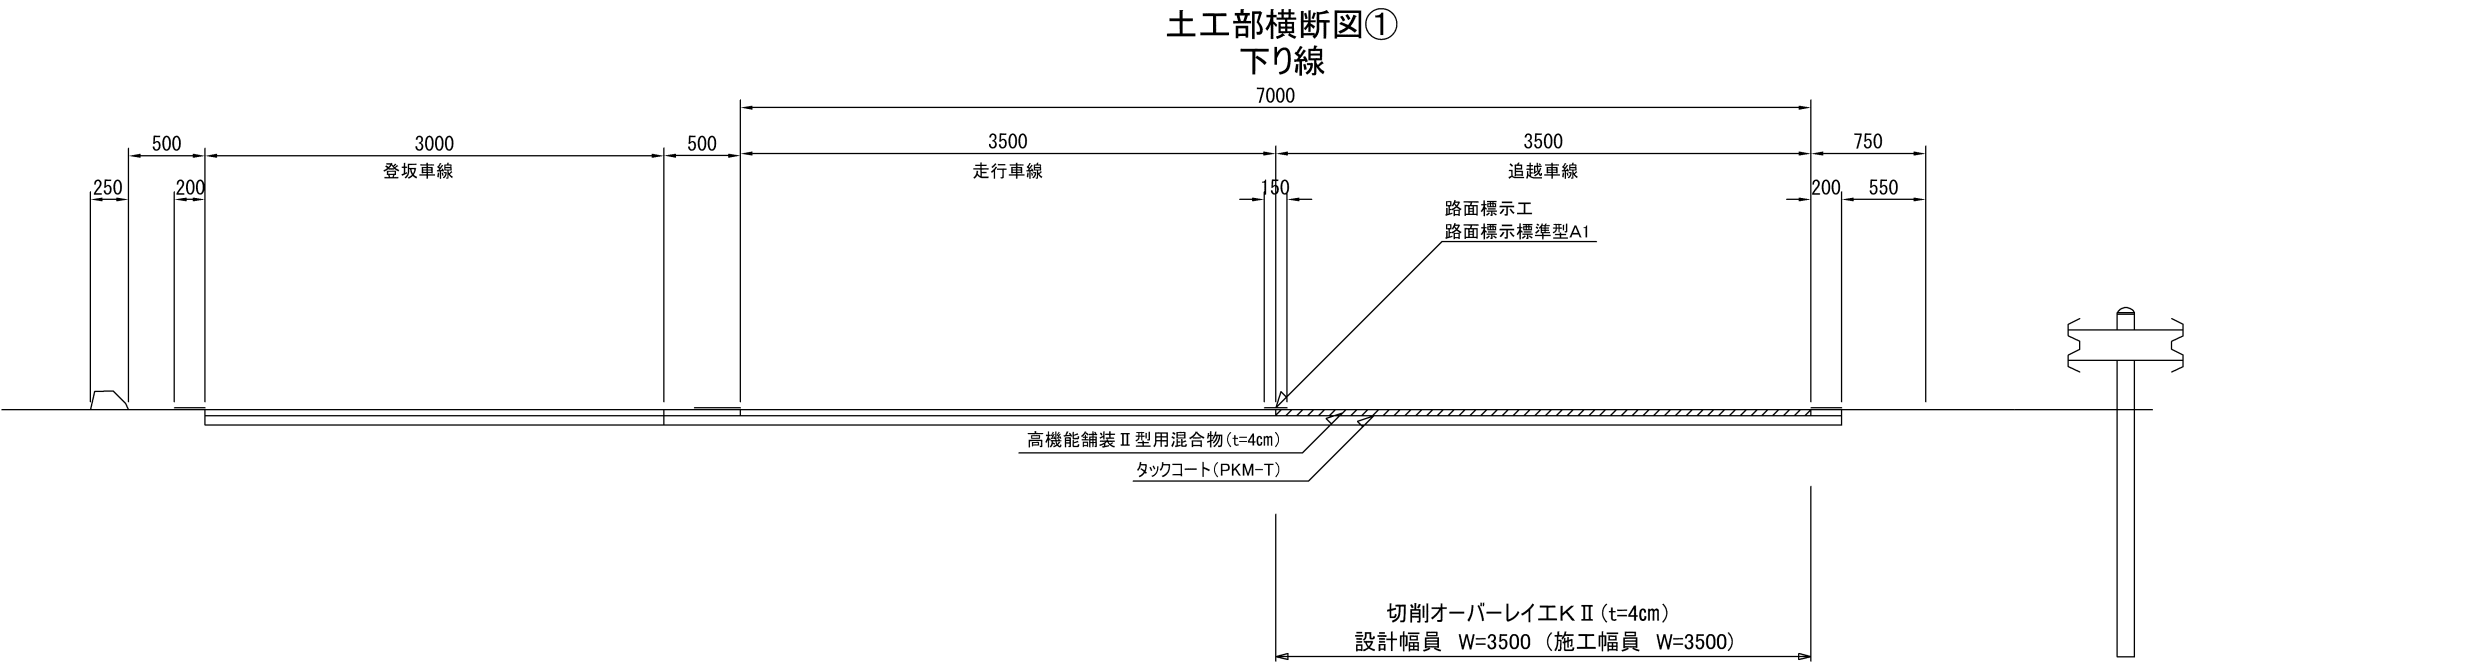 土工部横断図①
下り線
7000
500
3000
500
3500
3500
750
登坂車線
走行車線
追越車線
250
200
150
200
550
路面標示工
路面標示標準型A1
高機能舗装Ⅱ型用混合物(t=4cm)
タックコート(PKM-T)
切削オーバーレイ工KⅡ(t=4cm)
設計幅員 W=3500 (施工幅員 W=3500)